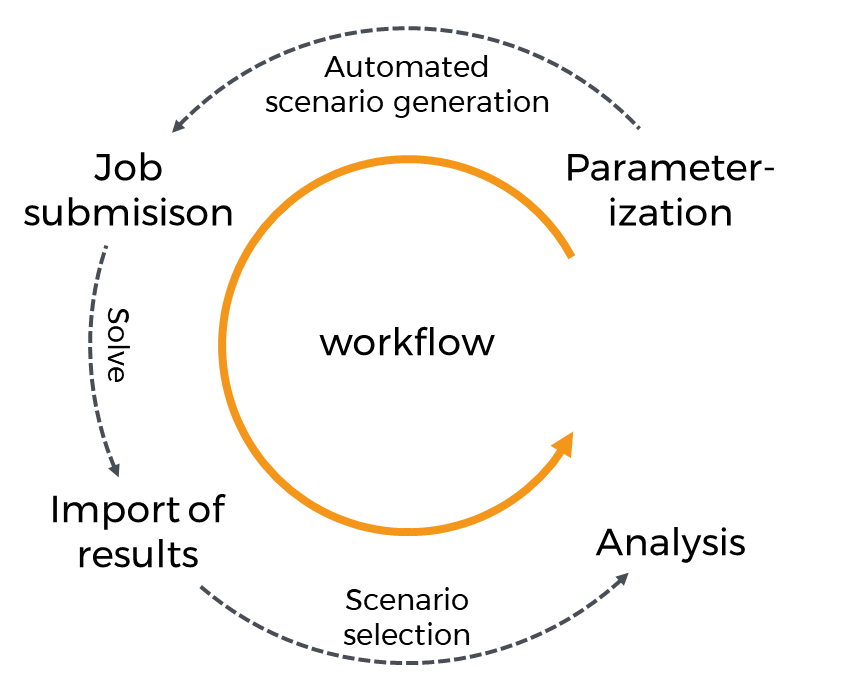 Automated
scenario generation
Job
submisison
Parameter-
ization
Solve
workflow
Import of
results
Analysis
Scenario
selection